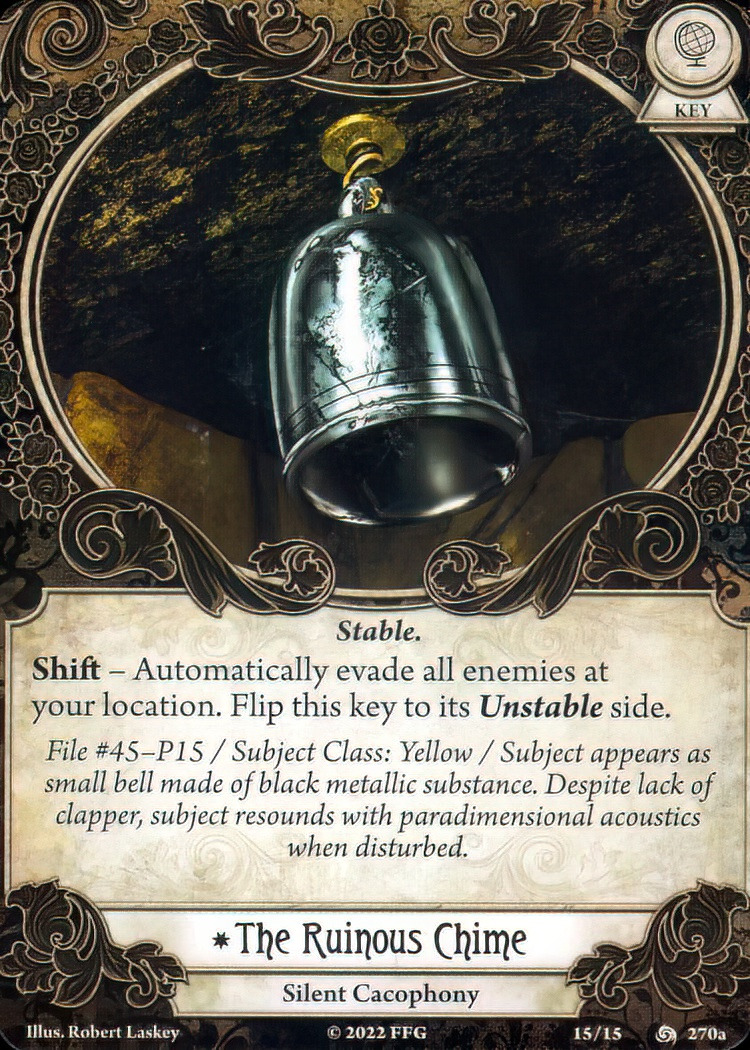 KEY
Stable.
Shift – Automatically evade all enemies at
your location. Flip this key to its Unstable side.
File #45–P15 / Subject Class: Yellow / Subject appears as
small bell made of black metallic substance. Despite lack of
clapper, subject resounds with paradimensional acoustics
when disturbed.
✷The Ruinous Chime
Silent Cacophony
Illus. Robert Laskey © 2022 FFG 15/15 270a